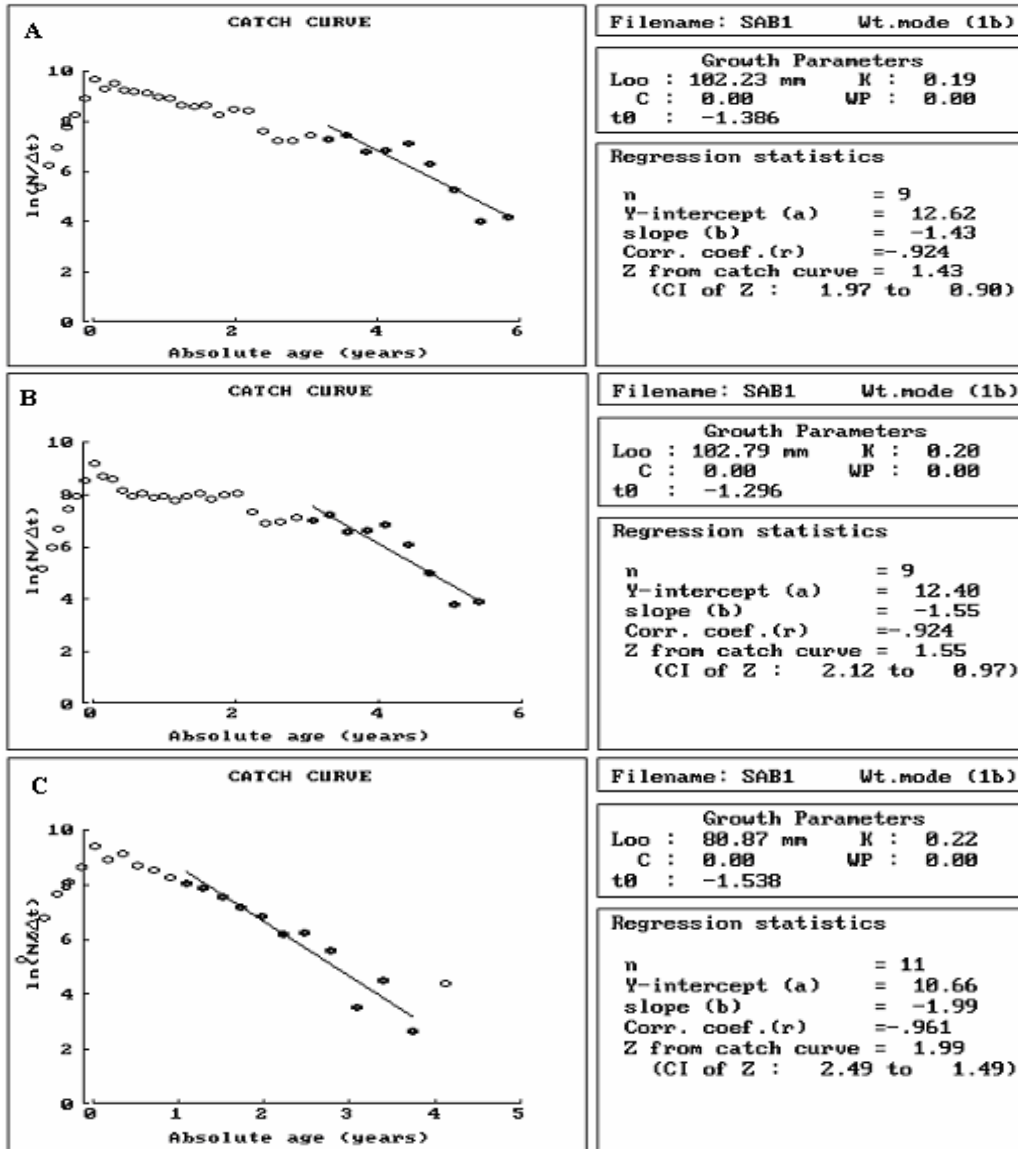 A
CATCH CURVE
10
8
6
4
2
0
ln(N/Δt)
0 2 4 6
Absolute age (years)
Filename: SAB1 Wt.mode (1b)
Growth Parameters
Loo : 102.23 mm K : 0.19
C : 0.00 WP : 0.00
t0 : -1.386
Regression statistics
n = 9
Y-intercept (a) = 12.62
slope (b) = -1.43
Corr. coef.(r) =-.924
Z from catch curve = 1.43
(CI of Z : 1.97 to 0.90)
B
CATCH CURVE
10
8
6
4
2
0
ln(N/Δt)
0 2 4 6
Absolute age (years)
Filename: SAB1 Wt.mode (1b)
Growth Parameters
Loo : 102.79 mm K : 0.20
C : 0.00 WP : 0.00
t0 : -1.296
Regression statistics
n = 9
Y-intercept (a) = 12.40
slope (b) = -1.55
Corr. coef.(r) =-.924
Z from catch curve = 1.55
(CI of Z : 2.12 to 0.97)
C
CATCH CURVE
10
8
6
4
2
0
ln(N/Δt)
0 1 2 3 4 5
Absolute age (years)
Filename: SAB1 Wt.mode (1b)
Growth Parameters
Loo : 80.87 mm K : 0.22
C : 0.00 WP : 0.00
t0 : -1.538
Regression statistics
n = 11
Y-intercept (a) = 10.66
slope (b) = -1.99
Corr. coef.(r) =-.961
Z from catch curve = 1.99
(CI of Z : 2.49 to 1.49)